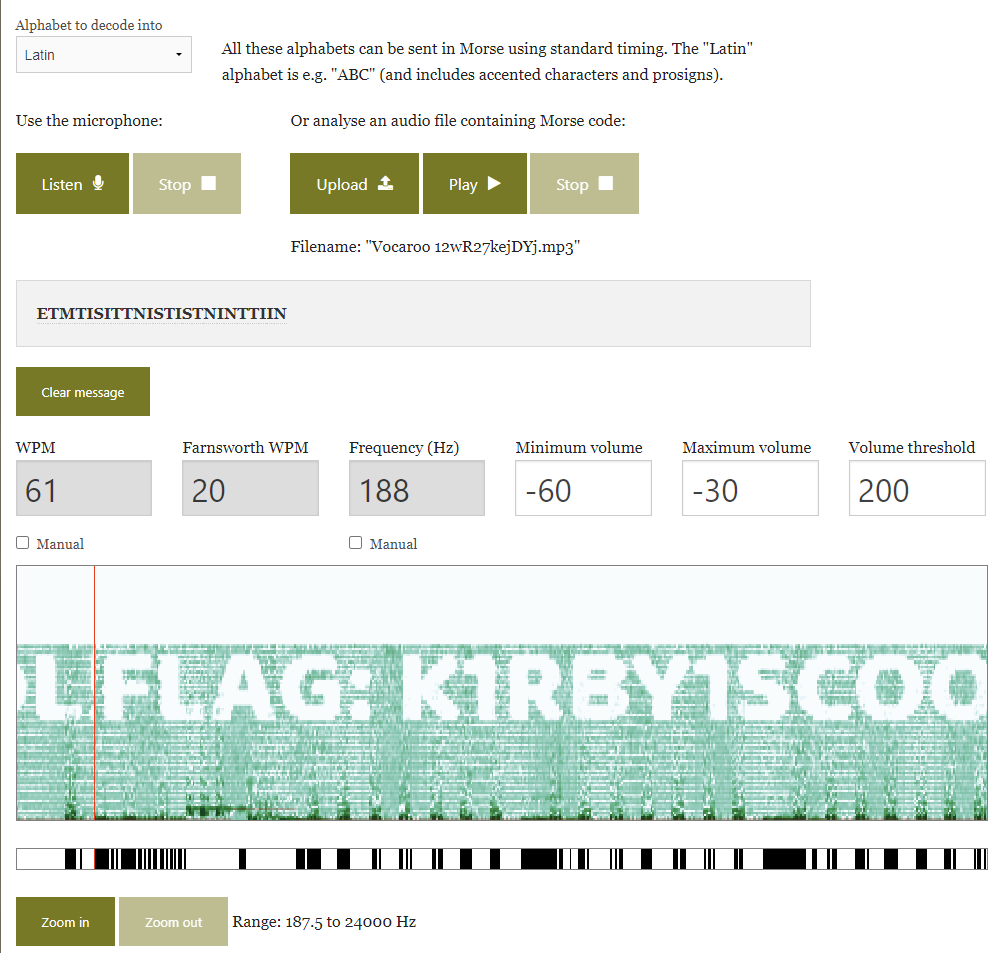 Alphabet to decode into
Latin
All these alphabets can be sent in Morse using standard timing. The "Latin"
alphabet is e.g. "ABC" (and includes accented characters and prosigns).
Use the microphone:
Or analyse an audio file containing Morse code:
Listen
Stop
Upload
Play
Stop
Filename: "Vocaroo 12wR27kejDYj.mp3"
ETMTISITTNISTISTNINTTIIN
Clear message
WPM
Farnsworth WPM
Frequency (Hz)
Minimum volume
Maximum volume
Volume threshold
61
20
188
-60
-30
200
Manual
Manual
OL FLAG: K1RBY1SCOO
Zoom in
Zoom out
Range: 187.5 to 24000 Hz